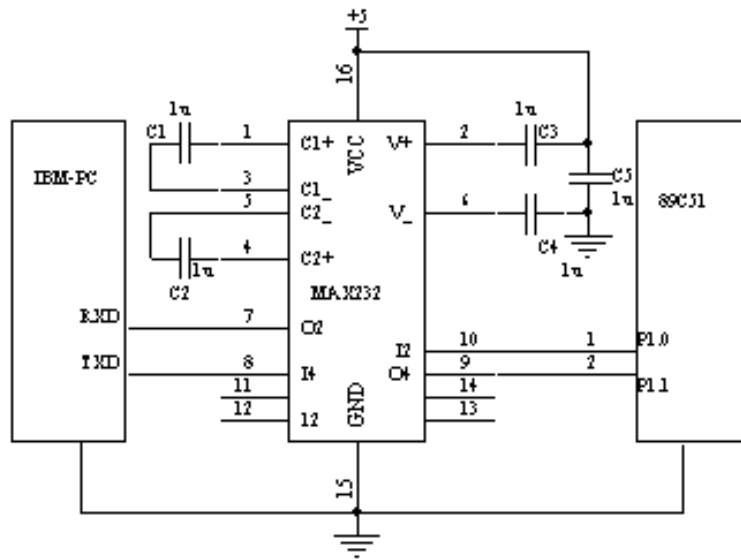 +5
16
1u
1u
C1
1
2
C3
C1+
VCC
V+
IBM-PC
3
C1_
C5
5
C2_
V_
6
1u
89C51
4
C2+
C4
1u
1u
C2
MAX232
RXD
7
O2
10
1
P1.0
I2
TXD
8
9
2
I4
O4
P1.1
11
14
12
GND
13
12
15